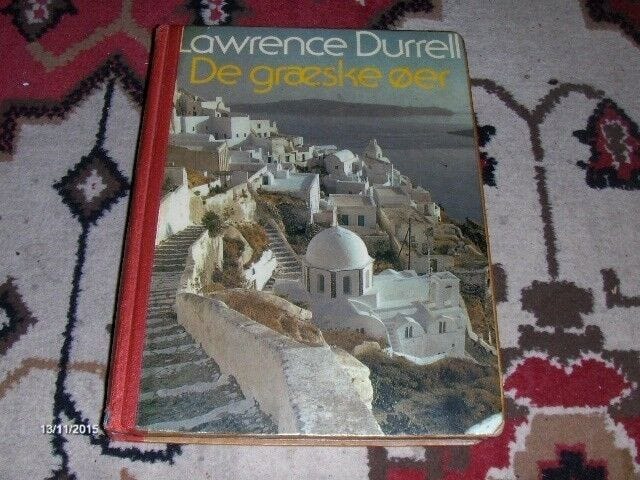 Lawrence Durrell
De græske øer
13/11/2015